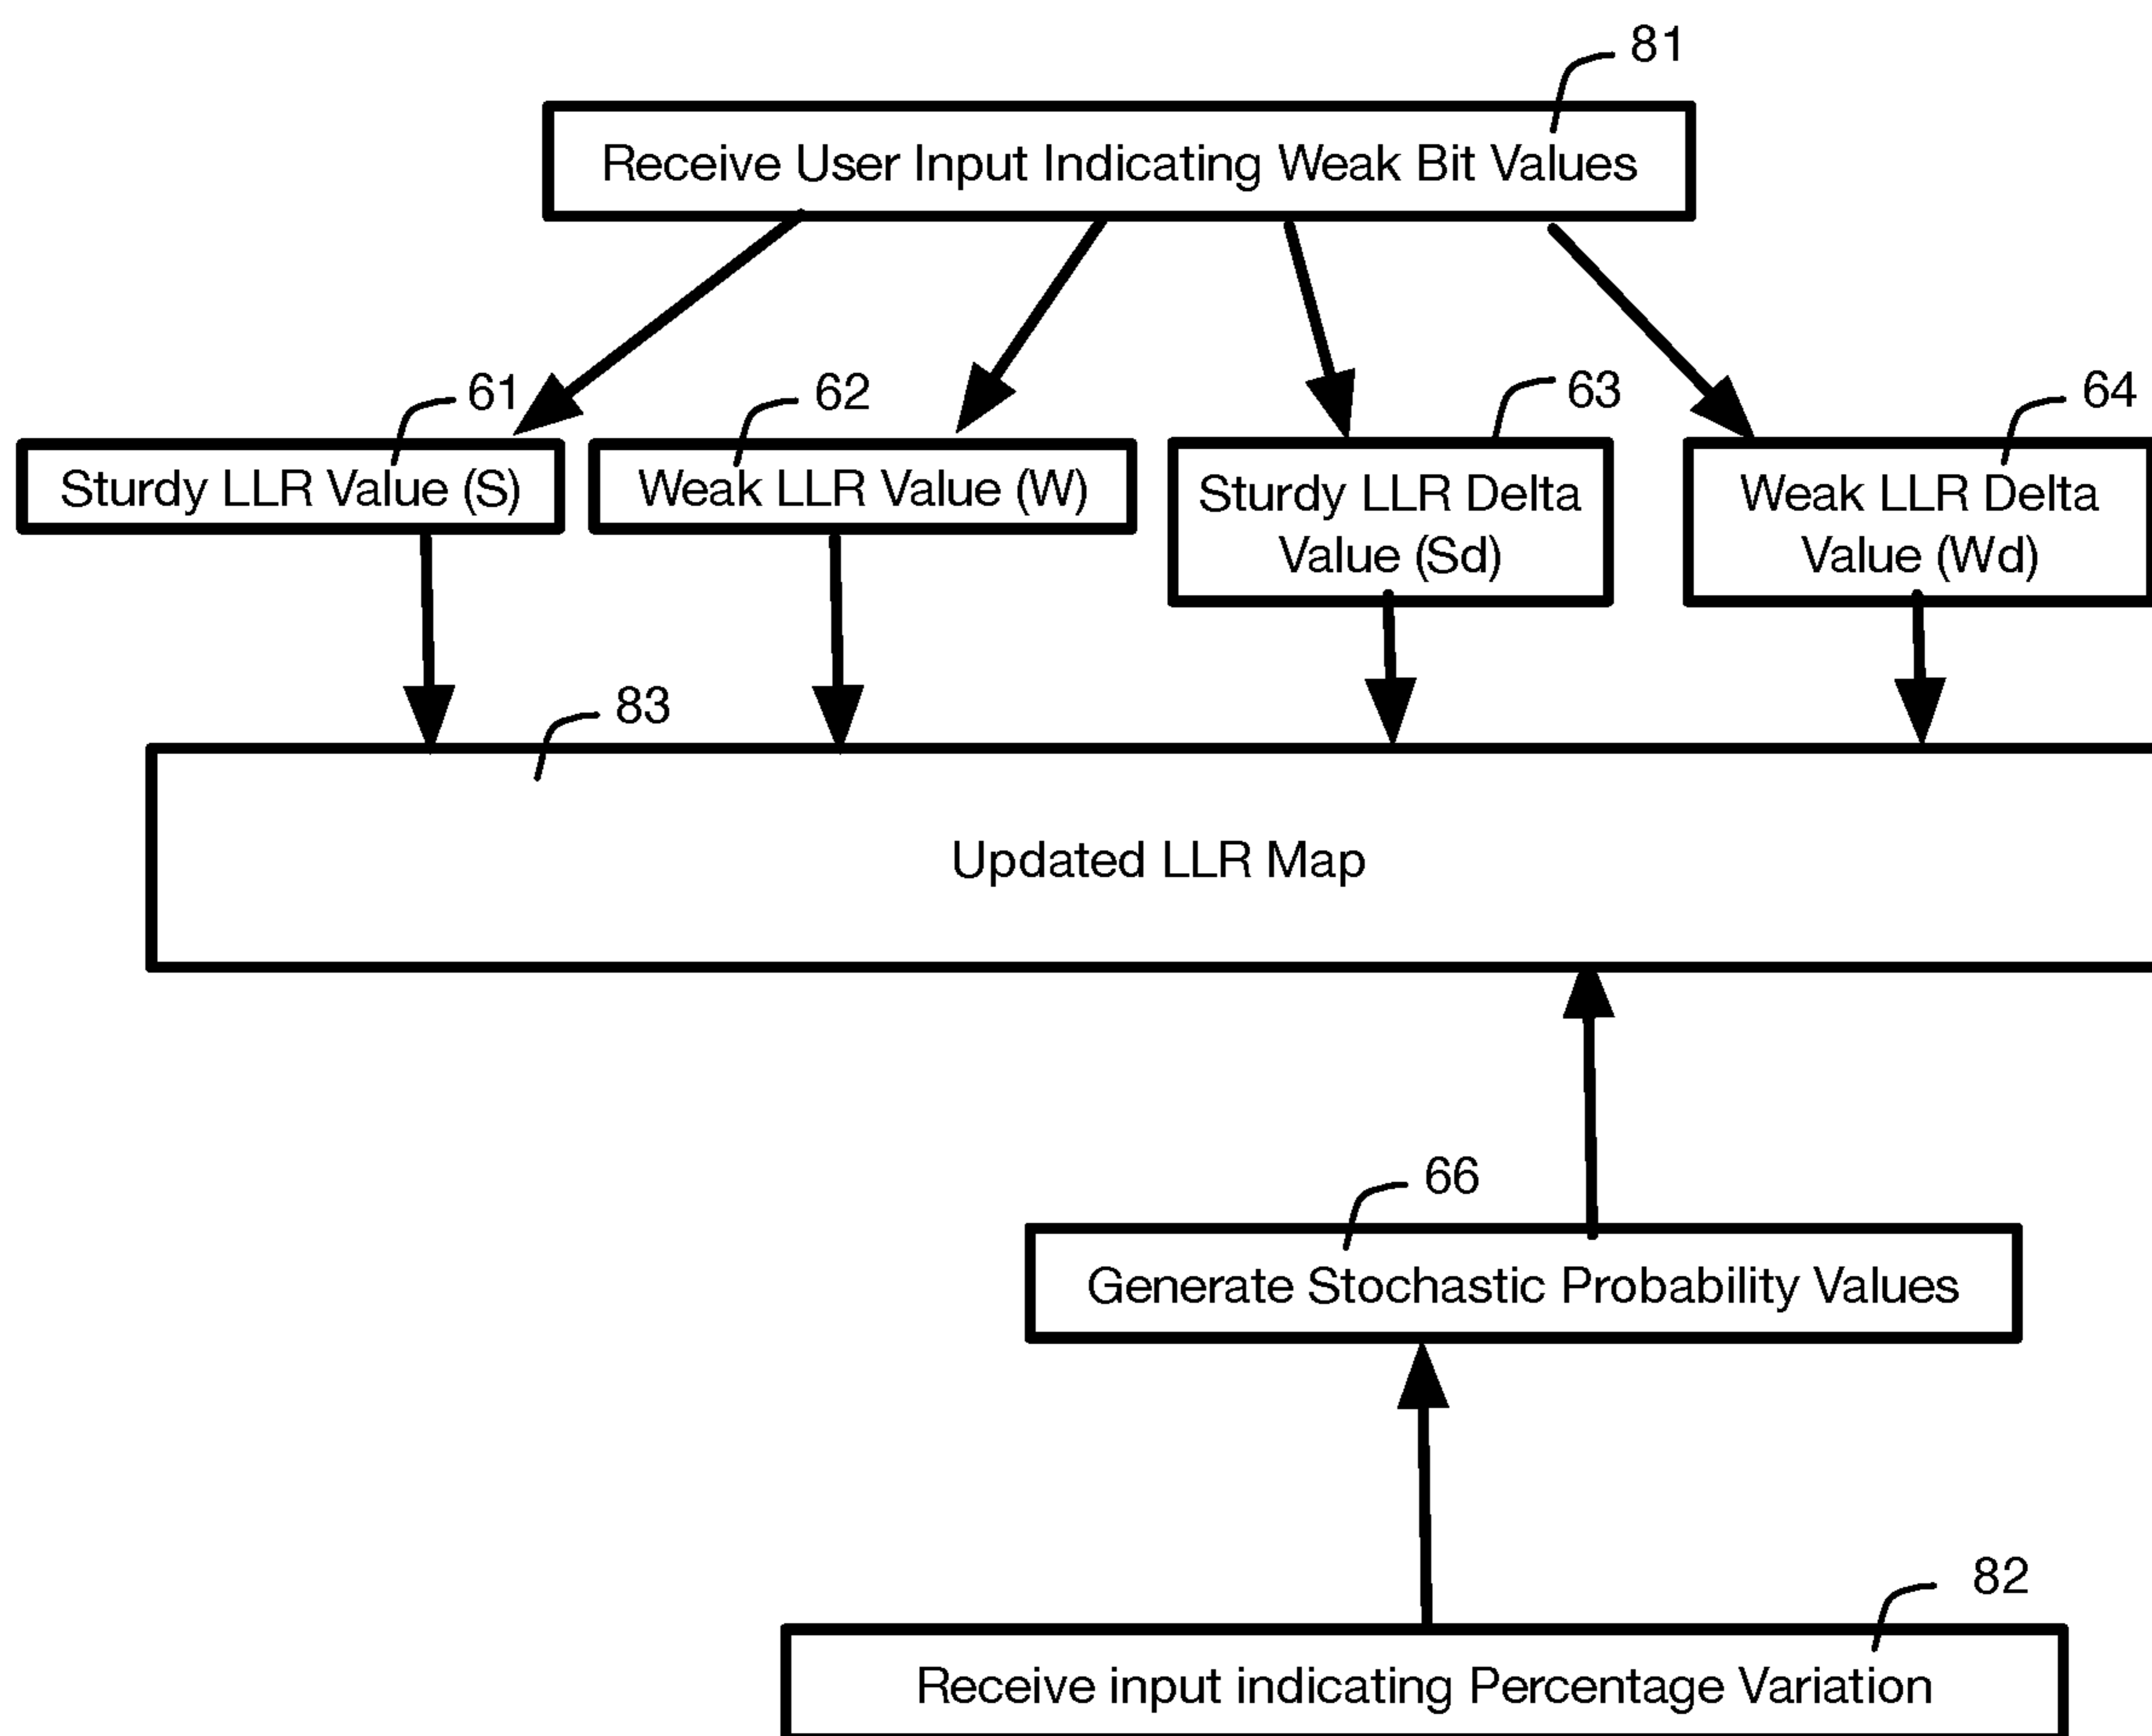 81
Receive User Input Indicating Weak Bit Values
61
62
63
64
Sturdy LLR Value (S)
Weak LLR Value (W)
Sturdy LLR Delta
Value (Sd)
Weak LLR Delta
Value (Wd)
83
Updated LLR Map
66
Generate Stochastic Probability Values
82
Receive input indicating Percentage Variation